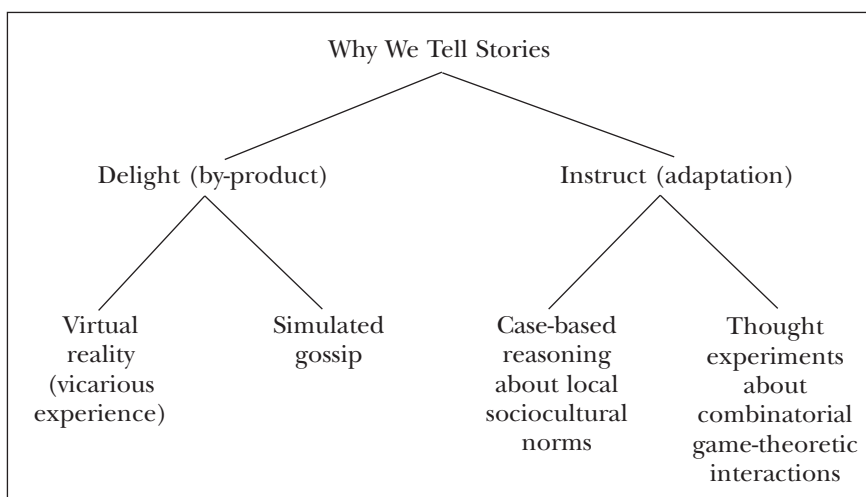 Why We Tell Stories
Delight (by-product)
Instruct (adaptation)
Virtual
reality
(vicarious
experience)
Simulated
gossip
Case-based
reasoning
about local
sociocultural
norms
Thought
experiments
about
combinatorial
game-theoretic
interactions